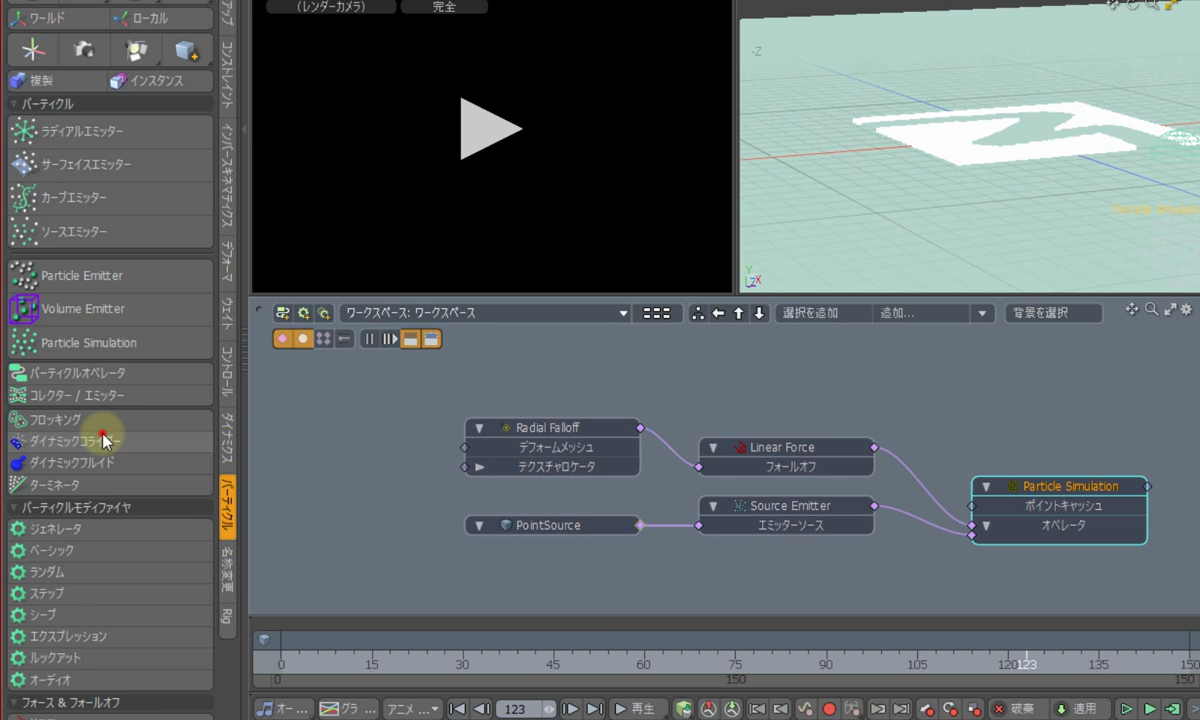 ワールド
ローカル
複製
インスタンス
パーティクル
ラディアルエミッター
サーフェイスエミッター
カーブエミッター
ソースエミッター
Particle Emitter
Volume Emitter
Particle Simulation
パーティクルオペレータ
コレクター / エミッター
フロッキング
ダイナミックコライダー
ダイナミックフルイド
ターミネータ
パーティクルモディファイヤ
ジェネレータ
ベーシック
ランダム
ステップ
シーブ
エクスプレッション
ルックアット
オーディオ
フォース & フォールオフ
コンストレイント
インバースキネマティクス
デフォーマ
ウェイト
コントロール
ダイナミクス
パーティクル
名称変更
Rig
(レンダーカメラ)
完全
-Z
Y
Z
X
Particle Simulation
ワークスペース: ワークスペース
選択を追加
追加...
背景を選択
Radial Falloff
デフォームメッシュ
テクスチャロケータ
PointSource
Linear Force
フォールオフ
Source Emitter
エミッターソース
Particle Simulation
ポイントキャッシュ
オペレータ
0 15 30 45 60 75 90 105 120 123 135 150
0 150 150
オー...
グラ ...
アニメ ...
123
再生
破棄
適用